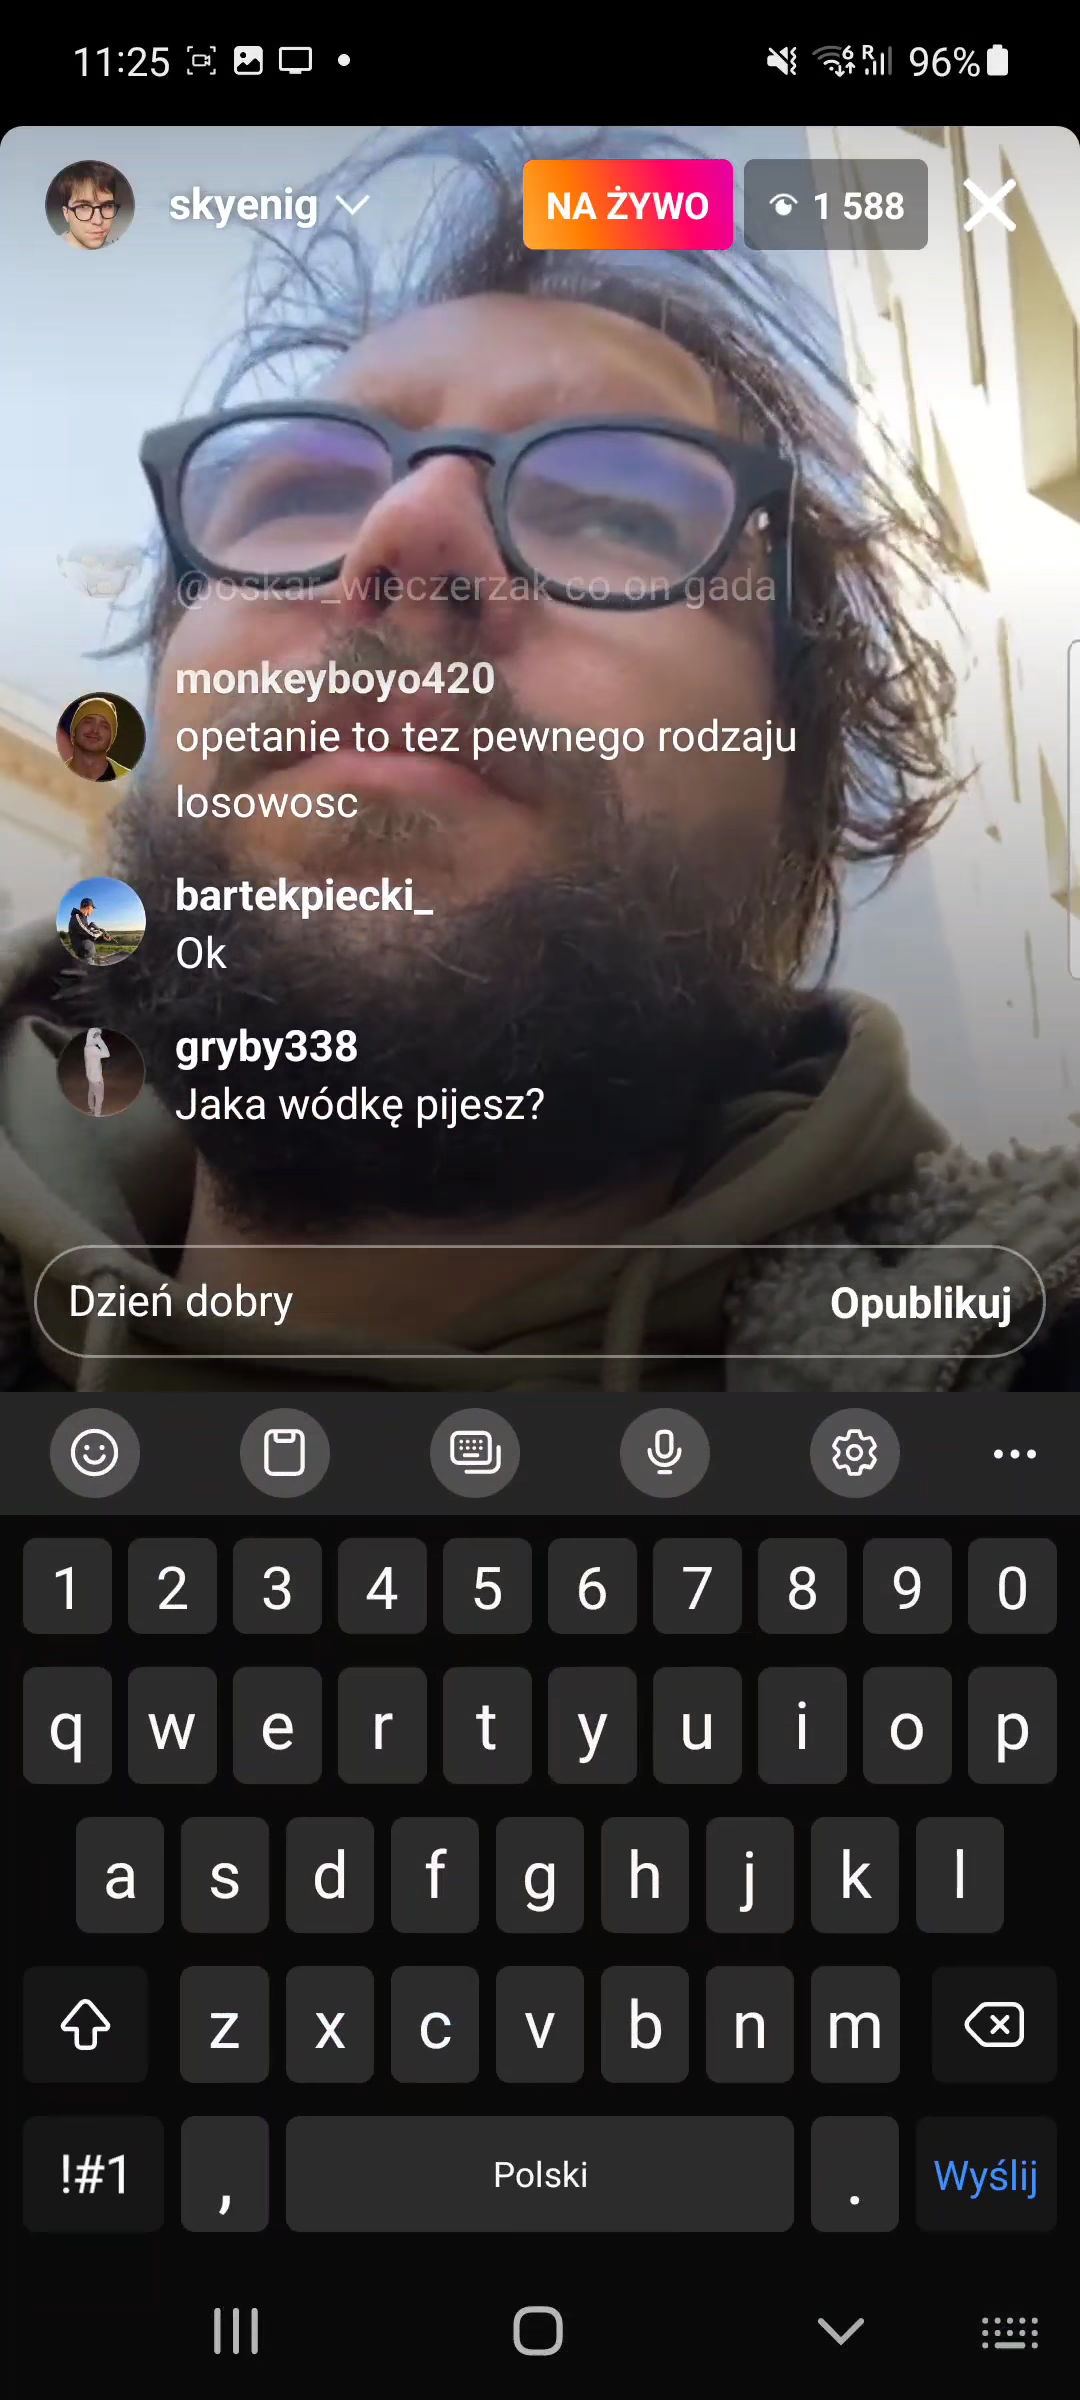 11:25
96%
skyenig
NA ŻYWO
1 588
@oskar_wieczerzak co on gada
monkeyboyo420
opetanie to tez pewnego rodzaju
losowosc
bartekpiecki_
Ok
gryby338
Jaka wódkę pijesz?
Dzień dobry
Opublikuj
1 2 3 4 5 6 7 8 9 0
q w e r t y u i o p
a s d f g h j k l
z x c v b n m
!#1 , Polski . Wyślij